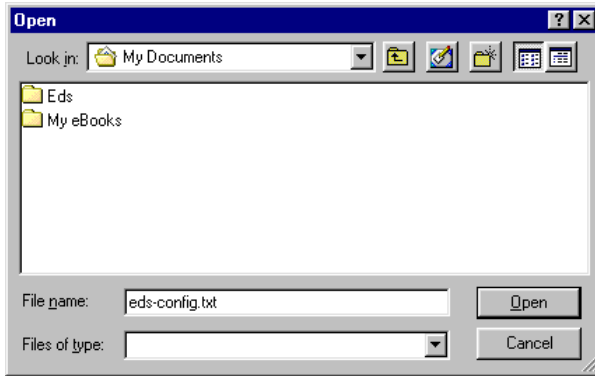 Open
Look in: My Documents
Eds
My eBooks
File name: eds-config.txt Open
Files of type: Cancel